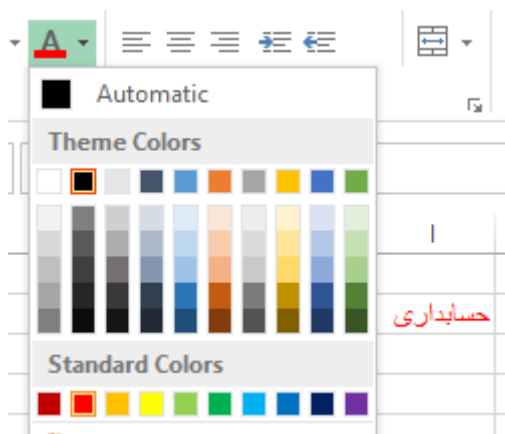 A
Automatic
Theme Colors
I
حسابداری
Standard Colors